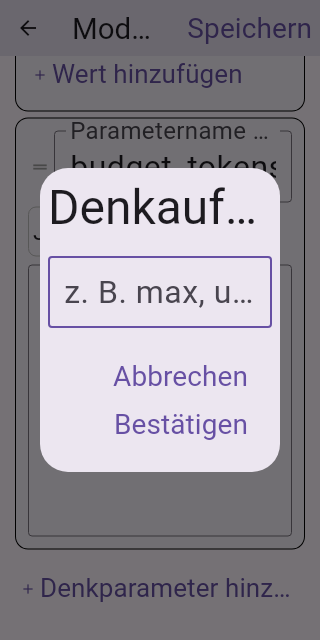 Mod…
Speichern
+ Wert hinzufügen
Parametername …
budget_tokens
Denkauf…
z. B. max, u…
Abbrechen
Bestätigen
+ Denkparameter hinz…